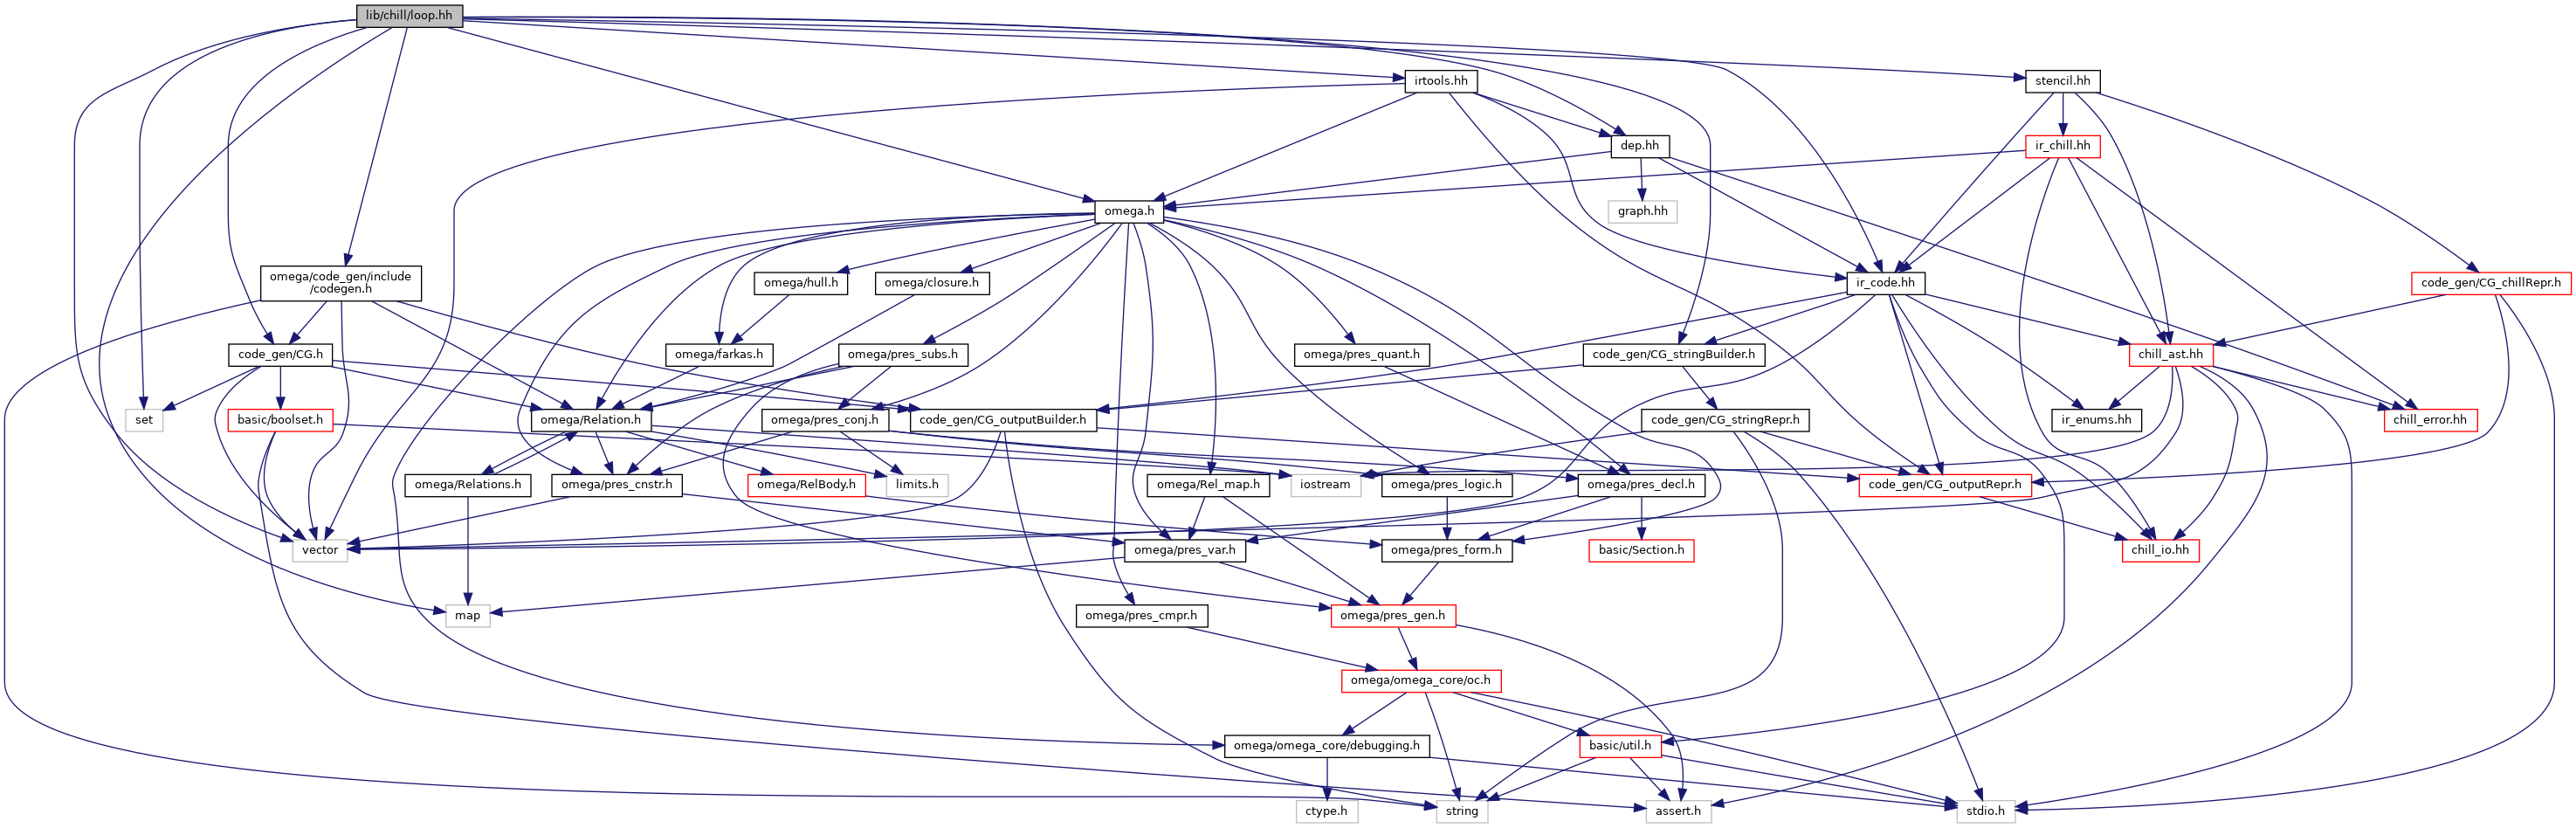 lib/chill/loop.hh
irtools.hh
stencil.hh
dep.hh
ir_chill.hh
omega.h
graph.hh
omega/code_gen/include
/codegen.h
omega/hull.h
omega/closure.h
ir_code.hh
code_gen/CG_chillRepr.h
code_gen/CG.h
omega/farkas.h
omega/pres_subs.h
omega/pres_quant.h
code_gen/CG_stringBuilder.h
chill_ast.hh
set
basic/boolset.h
omega/Relation.h
omega/pres_conj.h
code_gen/CG_outputBuilder.h
code_gen/CG_stringRepr.h
ir_enums.hh
chill_error.hh
omega/Relations.h
omega/pres_cnstr.h
omega/RelBody.h
limits.h
omega/Rel_map.h
iostream
omega/pres_logic.h
omega/pres_decl.h
code_gen/CG_outputRepr.h
vector
omega/pres_var.h
omega/pres_form.h
basic/Section.h
chill_io.hh
map
omega/pres_cmpr.h
omega/pres_gen.h
omega/omega_core/oc.h
omega/omega_core/debugging.h
basic/util.h
ctype.h
string
assert.h
stdio.h